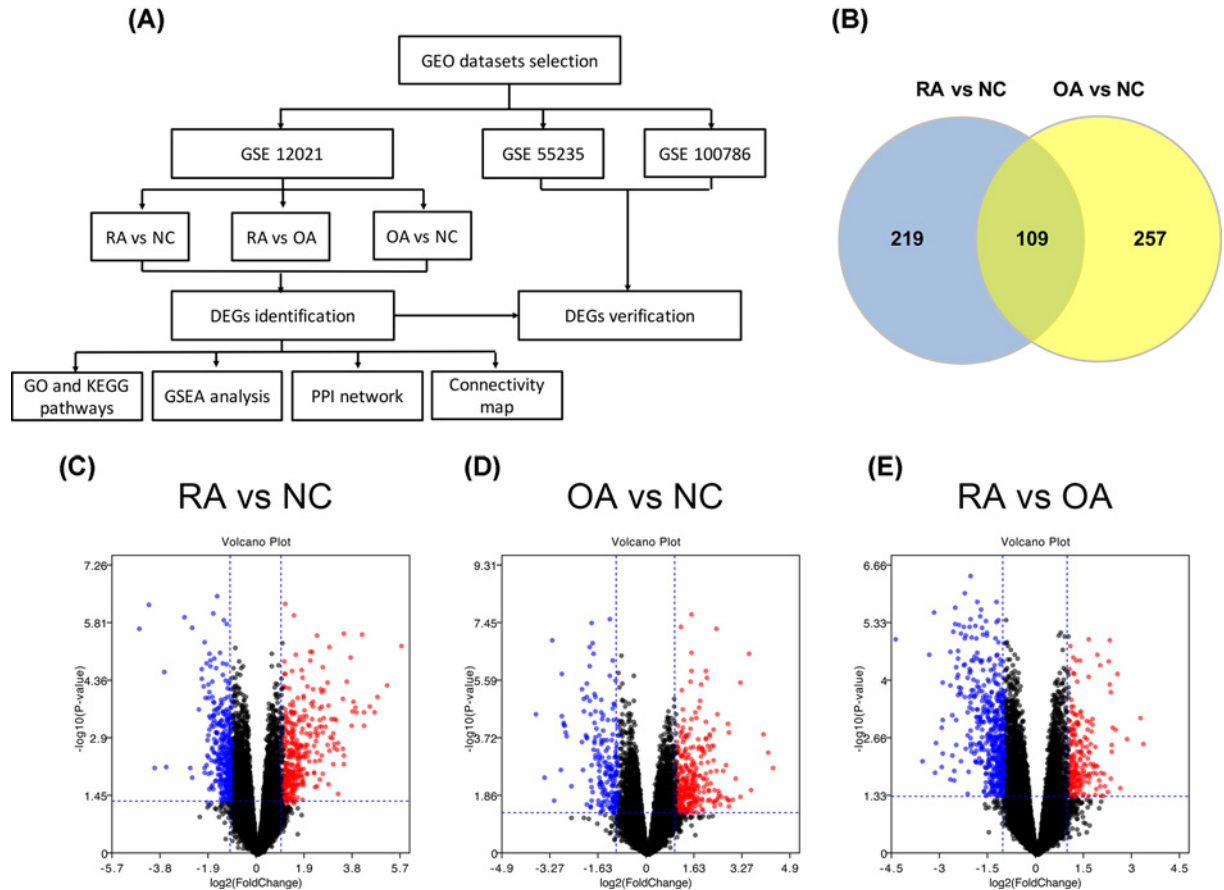 (A)
GEO datasets selection
GSE 12021
GSE 55235
GSE 100786
RA vs NC
RA vs OA
OA vs NC
DEGs identification
DEGs verification
GO and KEGG
pathways
GSEA analysis
PPI network
Connectivity
map
(B)
RA vs NC
OA vs NC
219
109
257
(C)
RA vs NC
Volcano Plot
-log10(P-value)
7.26
5.81
4.36
2.9
1.45
0
-5.7
-3.8
-1.9
0
1.9
3.8
5.7
log2(FoldChange)
(D)
OA vs NC
Volcano Plot
-log10(P-value)
9.31
7.45
5.59
3.72
1.86
0
-4.9
-3.27
-1.63
0
1.63
3.27
4.9
log2(FoldChange)
(E)
RA vs OA
Volcano Plot
-log10(P-value)
6.66
5.33
4
2.66
1.33
0
-4.5
-3
-1.5
0
1.5
3
4.5
log2(FoldChange)